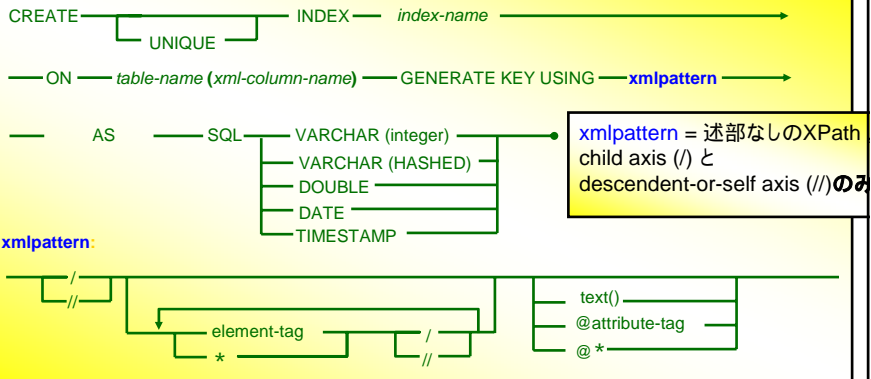 CREATE INDEX index-name
UNIQUE
ON table-name (xml-column-name) GENERATE KEY USING xmlpattern
AS SQL VARCHAR (integer)
VARCHAR (HASHED)
DOUBLE
DATE
TIMESTAMP
xmlpattern = 述部なしのXPath
child axis (/) と
descendent-or-self axis (//)のみ
xmlpattern:
/
//
element-tag /
* //
text()
@attribute-tag
@ *